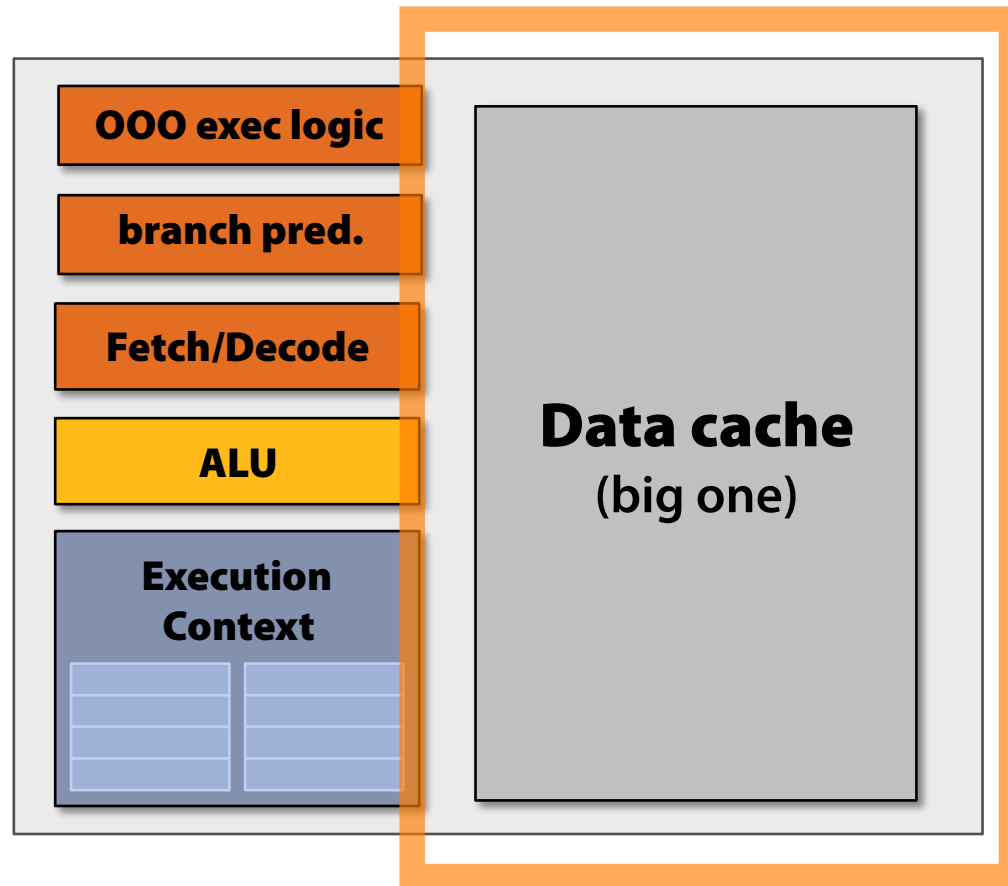 OOO exec logic
branch pred.
Fetch/Decode
ALU
Execution
Context
Data cache
(big one)